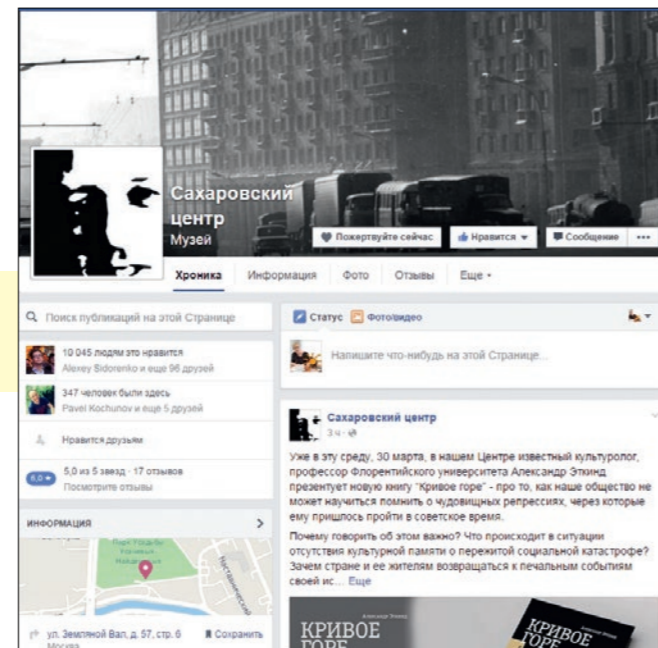 Сахаровский
центр
Музей
Пожертвуйте сейчас
Нравится
Сообщение
Хроника Информация Фото Отзывы Еще
Поиск публикаций на этой Странице
10 045 людям это нравится
Alexey Sidorenko и еще 96 друзей
347 человек были здесь
Pavel Kochunov и еще 5 друзей
Нравится друзьям
5,0
5,0 из 5 звезд · 17 отзывов
Посмотрите отзывы
ИНФОРМАЦИЯ
ул. Земляной Вал, д. 57, стр. 6
Москва
Сохранить
Статус Фото/видео
Напишите что-нибудь на этой Странице...
Сахаровский центр
3 ч ·
Уже в эту среду, 30 марта, в нашем Центре известный культуролог,
профессор Флорентийского университета Александр Эткинд
презентует новую книгу "Кривое горе" - про то, как наше общество не
может научиться помнить о чудовищных репрессиях, через которые
ему пришлось пройти в советское время.
Почему говорить об этом важно? Что происходит в ситуации
отсутствия культурной памяти о пережитой социальной катастрофе?
Зачем стране и ее жителям возвращаться к печальным событиям
своей ис... Еще
Александр Эткинд
КРИВОЕ
ГОРЕ
КРИВОЕ
ГОРЕ